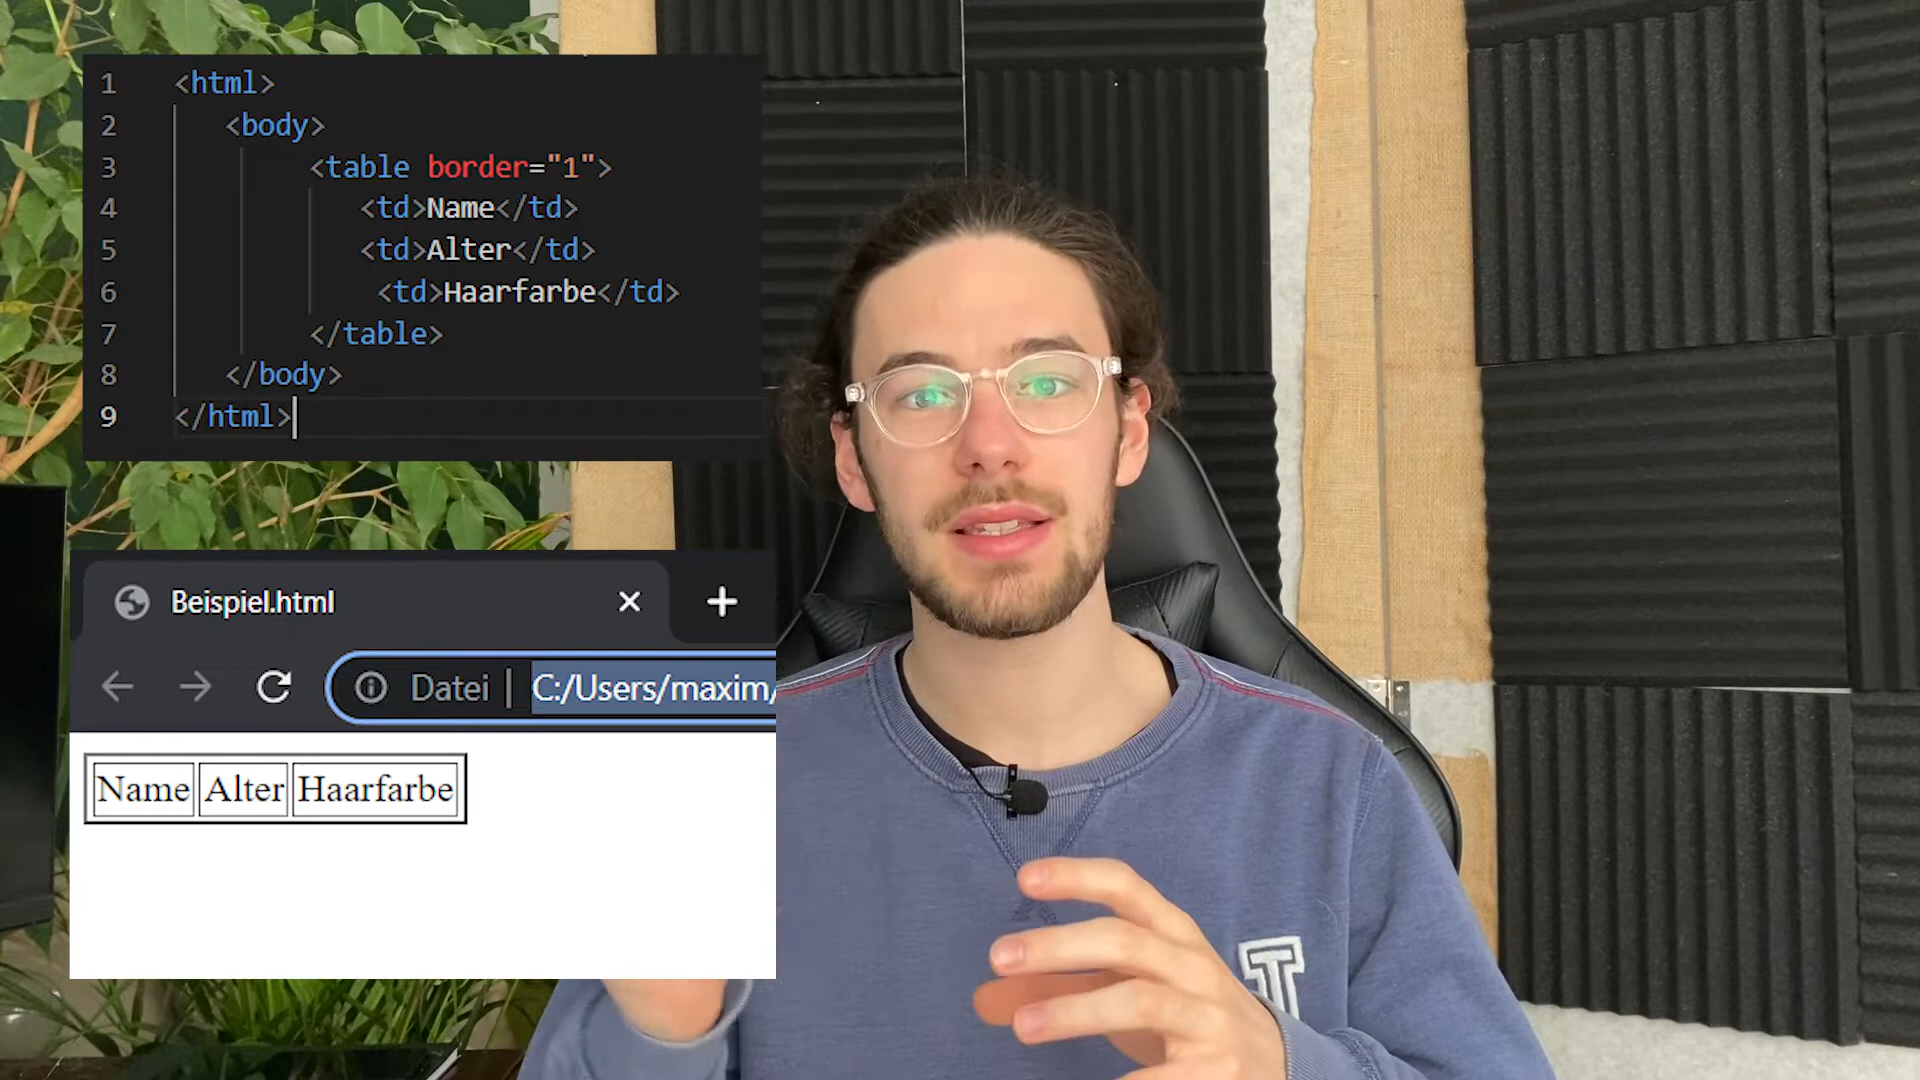 1 <html>
2 <body>
3 <table border="1">
4 <td>Name</td>
5 <td>Alter</td>
6 <td>Haarfarbe</td>
7 </table>
8 </body>
9 </html>
Beispiel.html
Datei | C:/Users/maxim/
Name Alter Haarfarbe
I